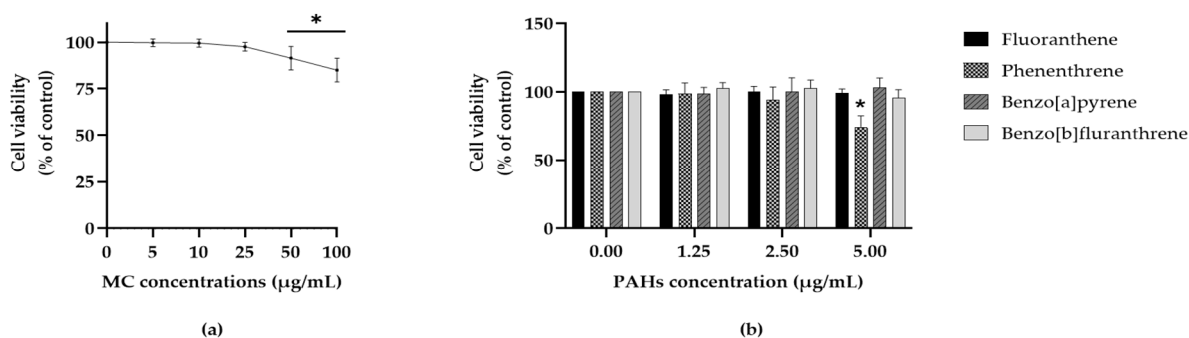 Cell viability
(% of control)
100
75
50
25
0
*
0 5 10 25 50 100
MC concentrations (µg/mL)
(a)
Cell viability
(% of control)
150
100
50
0
*
0.00 1.25 2.50 5.00
PAHs concentration (µg/mL)
(b)
Fluoranthene
Phenenthrene
Benzo[a]pyrene
Benzo[b]fluranthrene